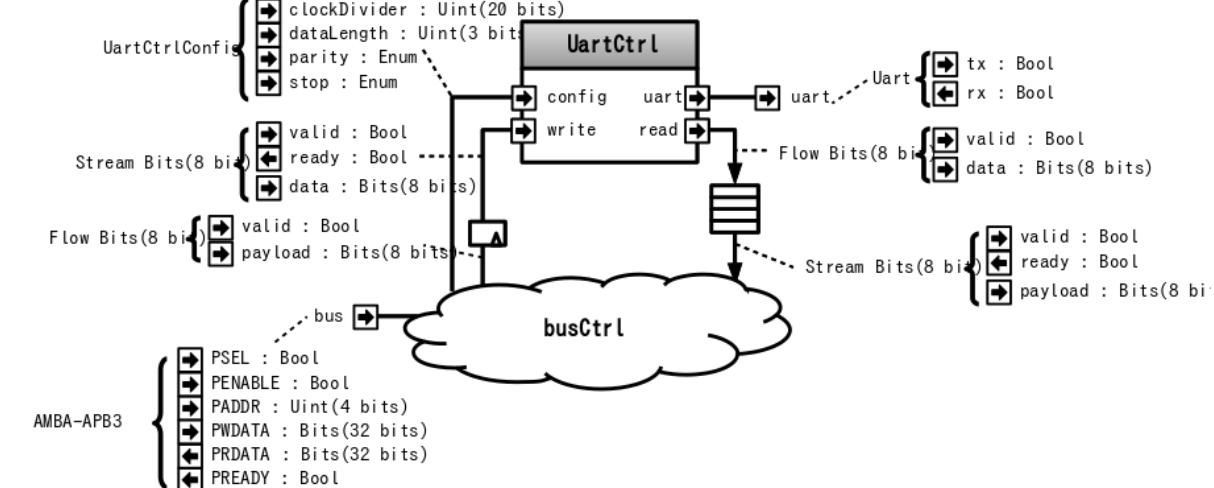 clockDivider : Uint(20 bits)
dataLength : Uint(3 bits
UartCtrlConfig
parity : Enum
stop : Enum
UartCtrl
config
uart
uart
write
read
Uart
tx : Bool
rx : Bool
valid : Bool
Stream Bits(8 bit)
ready : Bool
data : Bits(8 bits)
Flow Bits(8 bit)
valid : Bool
data : Bits(8 bits)
valid : Bool
Flow Bits(8 bit)
payload : Bits(8 bits)
valid : Bool
Stream Bits(8 bit)
ready : Bool
payload : Bits(8 bi
bus
busCtrl
PSEL : Bool
PENABLE : Bool
PADDR : Uint(4 bits)
AMBA-APB3
PWDATA : Bits(32 bits)
PRDATA : Bits(32 bits)
PREADY : Bool